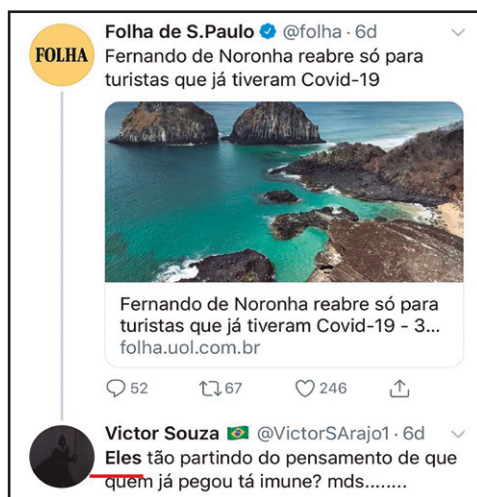 FOLHA
Folha de S.Paulo @folha · 6d
Fernando de Noronha reabre só para
turistas que já tiveram Covid-19
Fernando de Noronha reabre só para
turistas que já tiveram Covid-19 - 3...
folha.uol.com.br
52 67 246
Victor Souza 🇧🇷 @VictorSArajo1 · 6d
Eles tão partindo do pensamento de que
quem já pegou tá imune? mds........